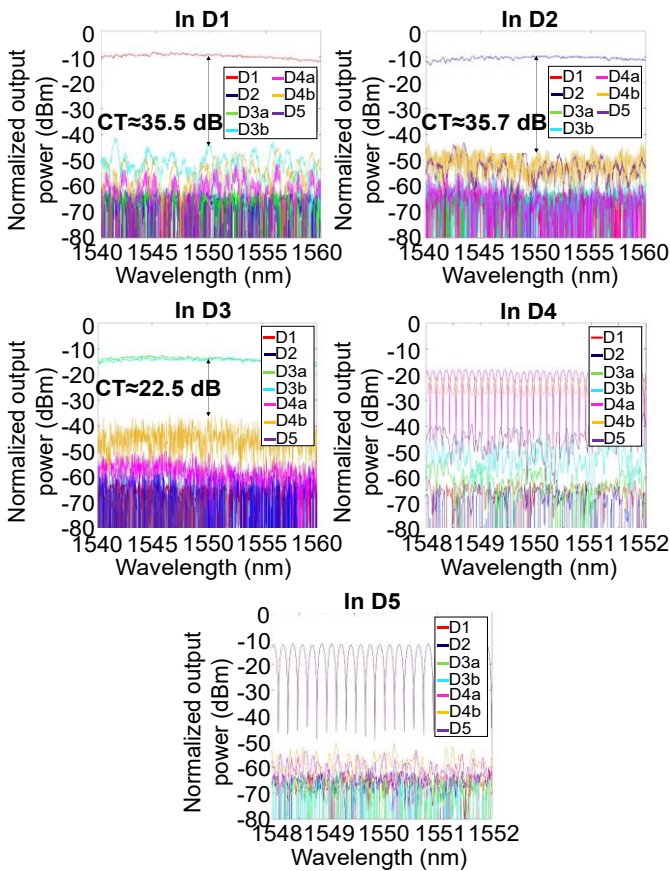 In D1
Normalized output
power (dBm)
0
-10
-20
-30
-40
-50
-60
-70
-80
D1
D2
D3a
D3b
D4a
D4b
D5
CT≈35.5 dB
1540
1545
1550
1555
1560
Wavelength (nm)
In D2
Normalized output
power (dBm)
0
-10
-20
-30
-40
-50
-60
-70
-80
D1
D2
D3a
D3b
D4a
D4b
D5
CT≈35.7 dB
1540
1545
1550
1555
1560
Wavelength (nm)
In D3
Normalized output
power (dBm)
0
-10
-20
-30
-40
-50
-60
-70
-80
D1
D2
D3a
D3b
D4a
D4b
D5
CT≈22.5 dB
1540
1545
1550
1555
1560
Wavelength (nm)
In D4
Normalized output
power (dBm)
0
-10
-20
-30
-40
-50
-60
-70
-80
D1
D2
D3a
D3b
D4a
D4b
D5
1548
1549
1550
1551
1552
Wavelength (nm)
In D5
Normalized output
power (dBm)
0
-10
-20
-30
-40
-50
-60
-70
-80
D1
D2
D3a
D3b
D4a
D4b
D5
1548
1549
1550
1551
1552
Wavelength (nm)